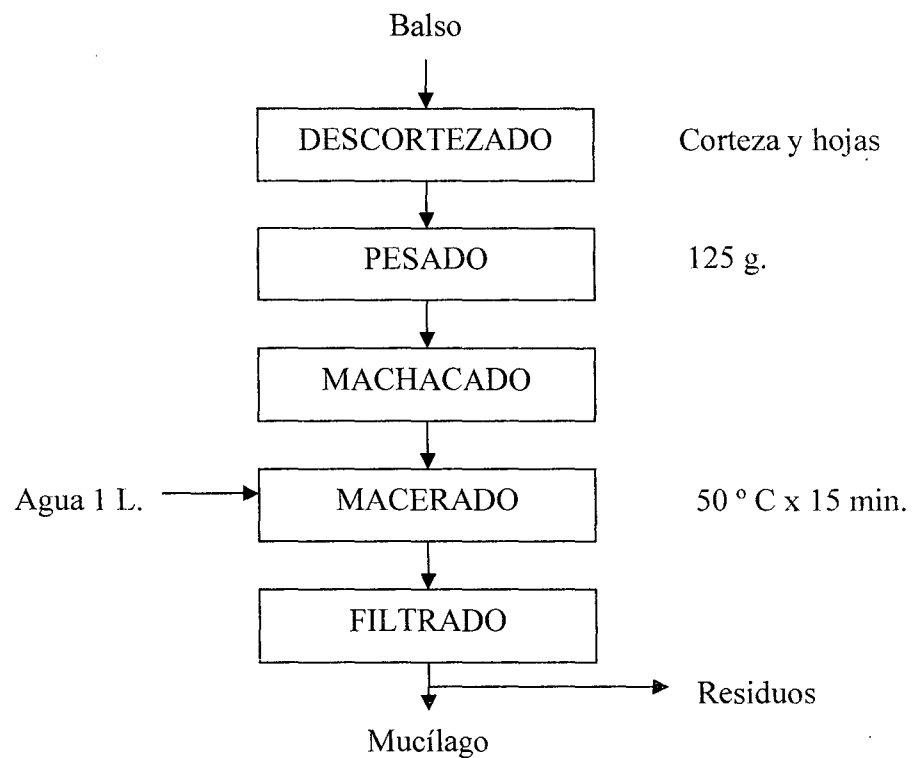 Balso
DESCORTEZADO Corteza y hojas
PESADO 125 g.
MACHACADO
Agua 1 L. MACERADO 50 º C x 15 min.
FILTRADO
Residuos
Mucílago